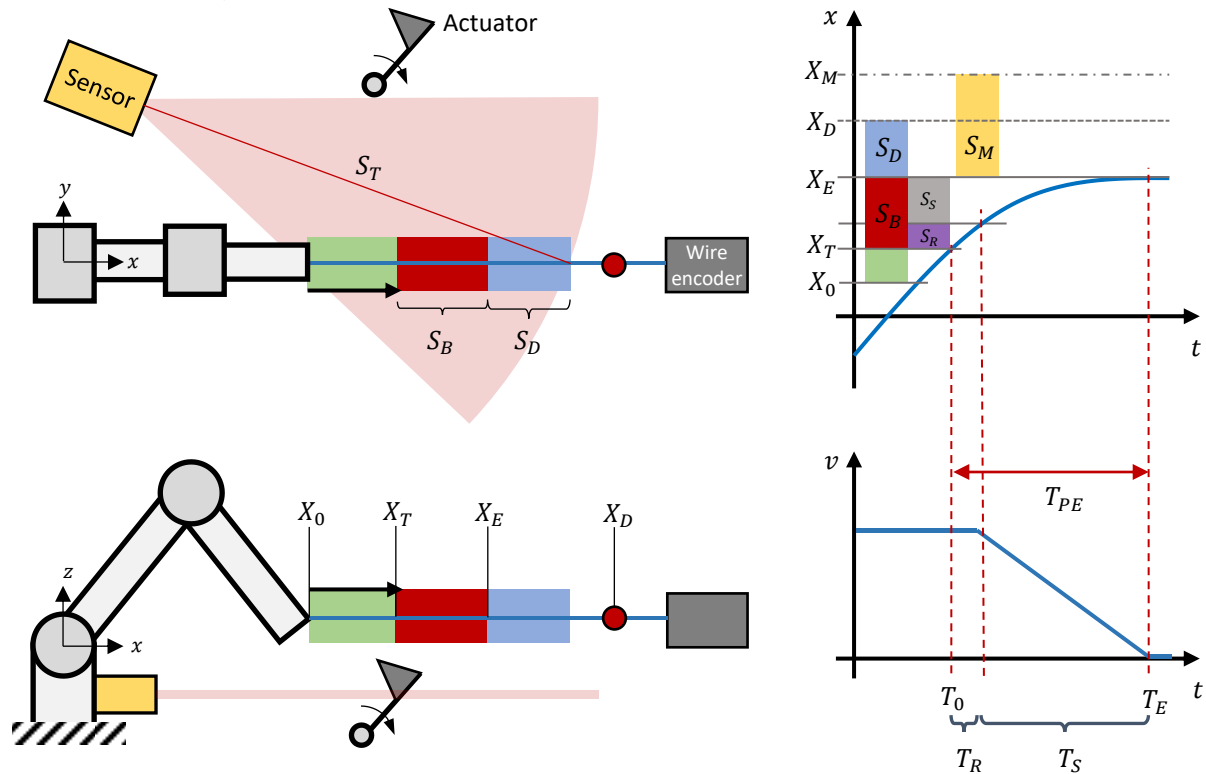 Actuator
Sensor
S_T
y
x
Wire
encoder
S_B
S_D
X_0
X_T
X_E
X_D
z
x
x
X_M
X_D
S_D
S_M
X_E
S_B
S_S
S_R
X_T
X_0
t
v
T_PE
T_0
T_E
t
T_R
T_S